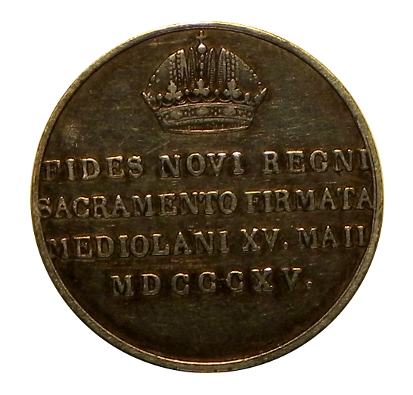 FIDES NOVI REGNI
SACRAMENTO FIRMATA
MEDIOLANI XV. MAII
MDCCCXV.